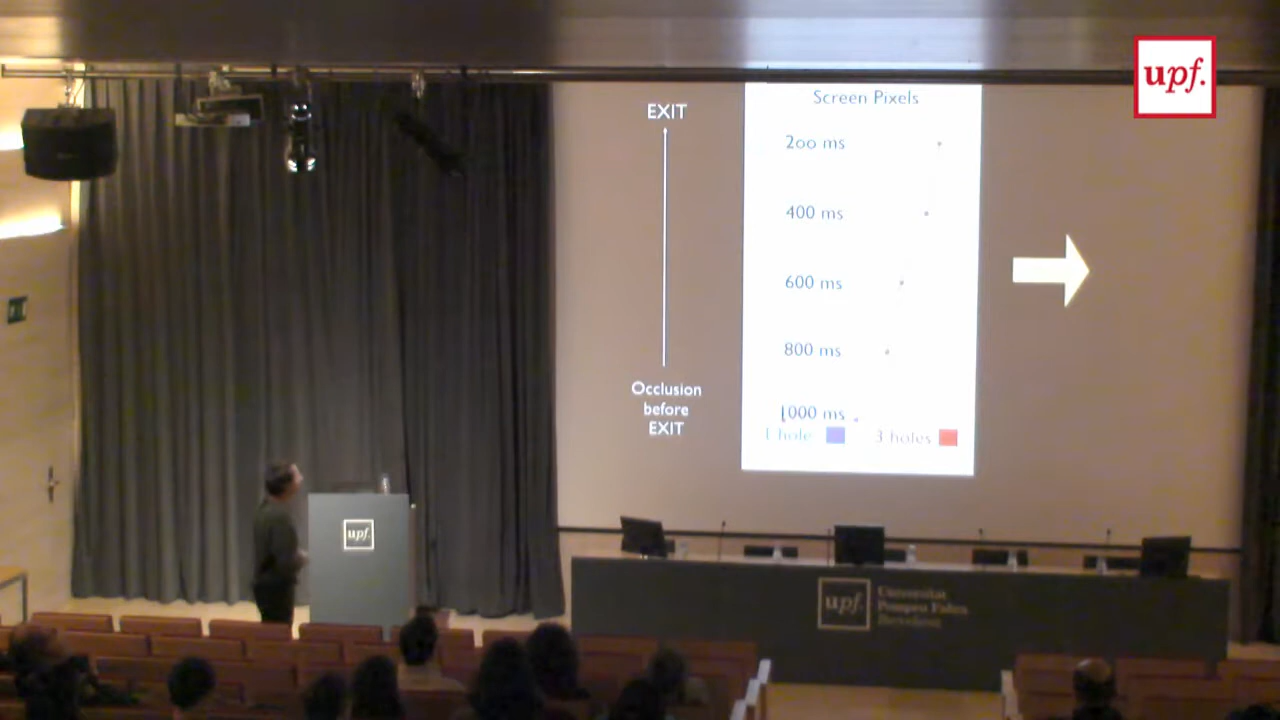 upf.
Screen Pixels
EXIT
200 ms
400 ms
600 ms
800 ms
Occlusion
before
EXIT
1000 ms
1 hole
3 holes
upf.
upf.
Universitat
Pompeu Fabra
Barcelona